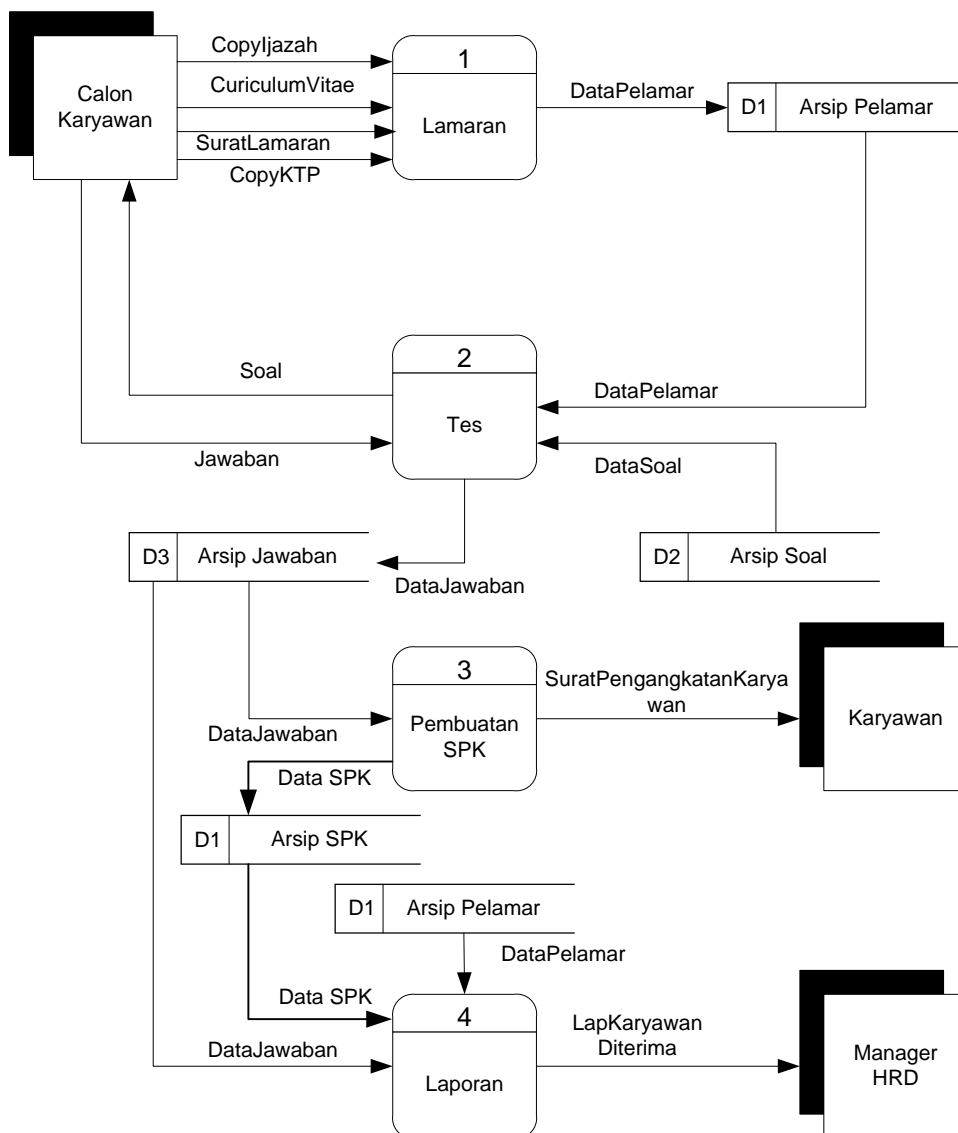 CopyIjazah
1
Calon
Karyawan
CuriculumVitae
DataPelamar
D1 Arsip Pelamar
Lamaran
SuratLamaran
CopyKTP
2
Soal
DataPelamar
Tes
Jawaban
DataSoal
D3 Arsip Jawaban
D2 Arsip Soal
DataJawaban
3
SuratPengangkatanKarya
wan
Karyawan
DataJawaban
Pembuatan
SPK
Data SPK
D1 Arsip SPK
D1 Arsip Pelamar
DataPelamar
Data SPK
4
LapKaryawan
Diterima
DataJawaban
Laporan
Manager
HRD